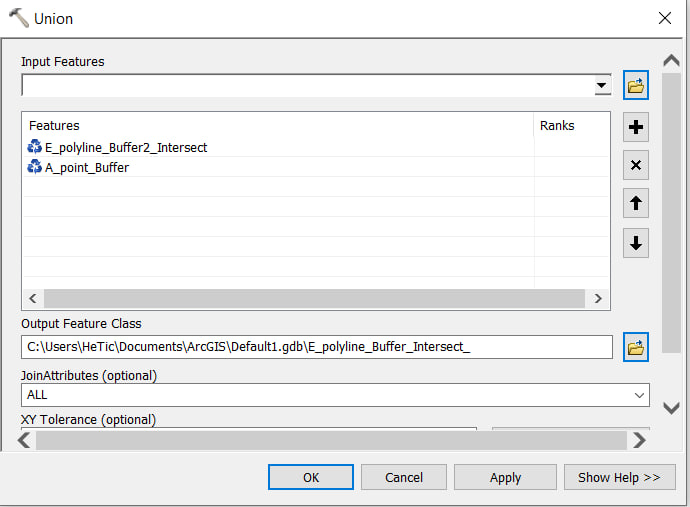 Union
Input Features
Features Ranks
E_polyline_Buffer2_Intersect
A_point_Buffer
Output Feature Class
C:\Users\HeTic\Documents\ArcGIS\Default1.gdb\E_polyline_Buffer_Intersect_
JoinAttributes (optional)
ALL
XY Tolerance (optional)
OK Cancel Apply Show Help >>